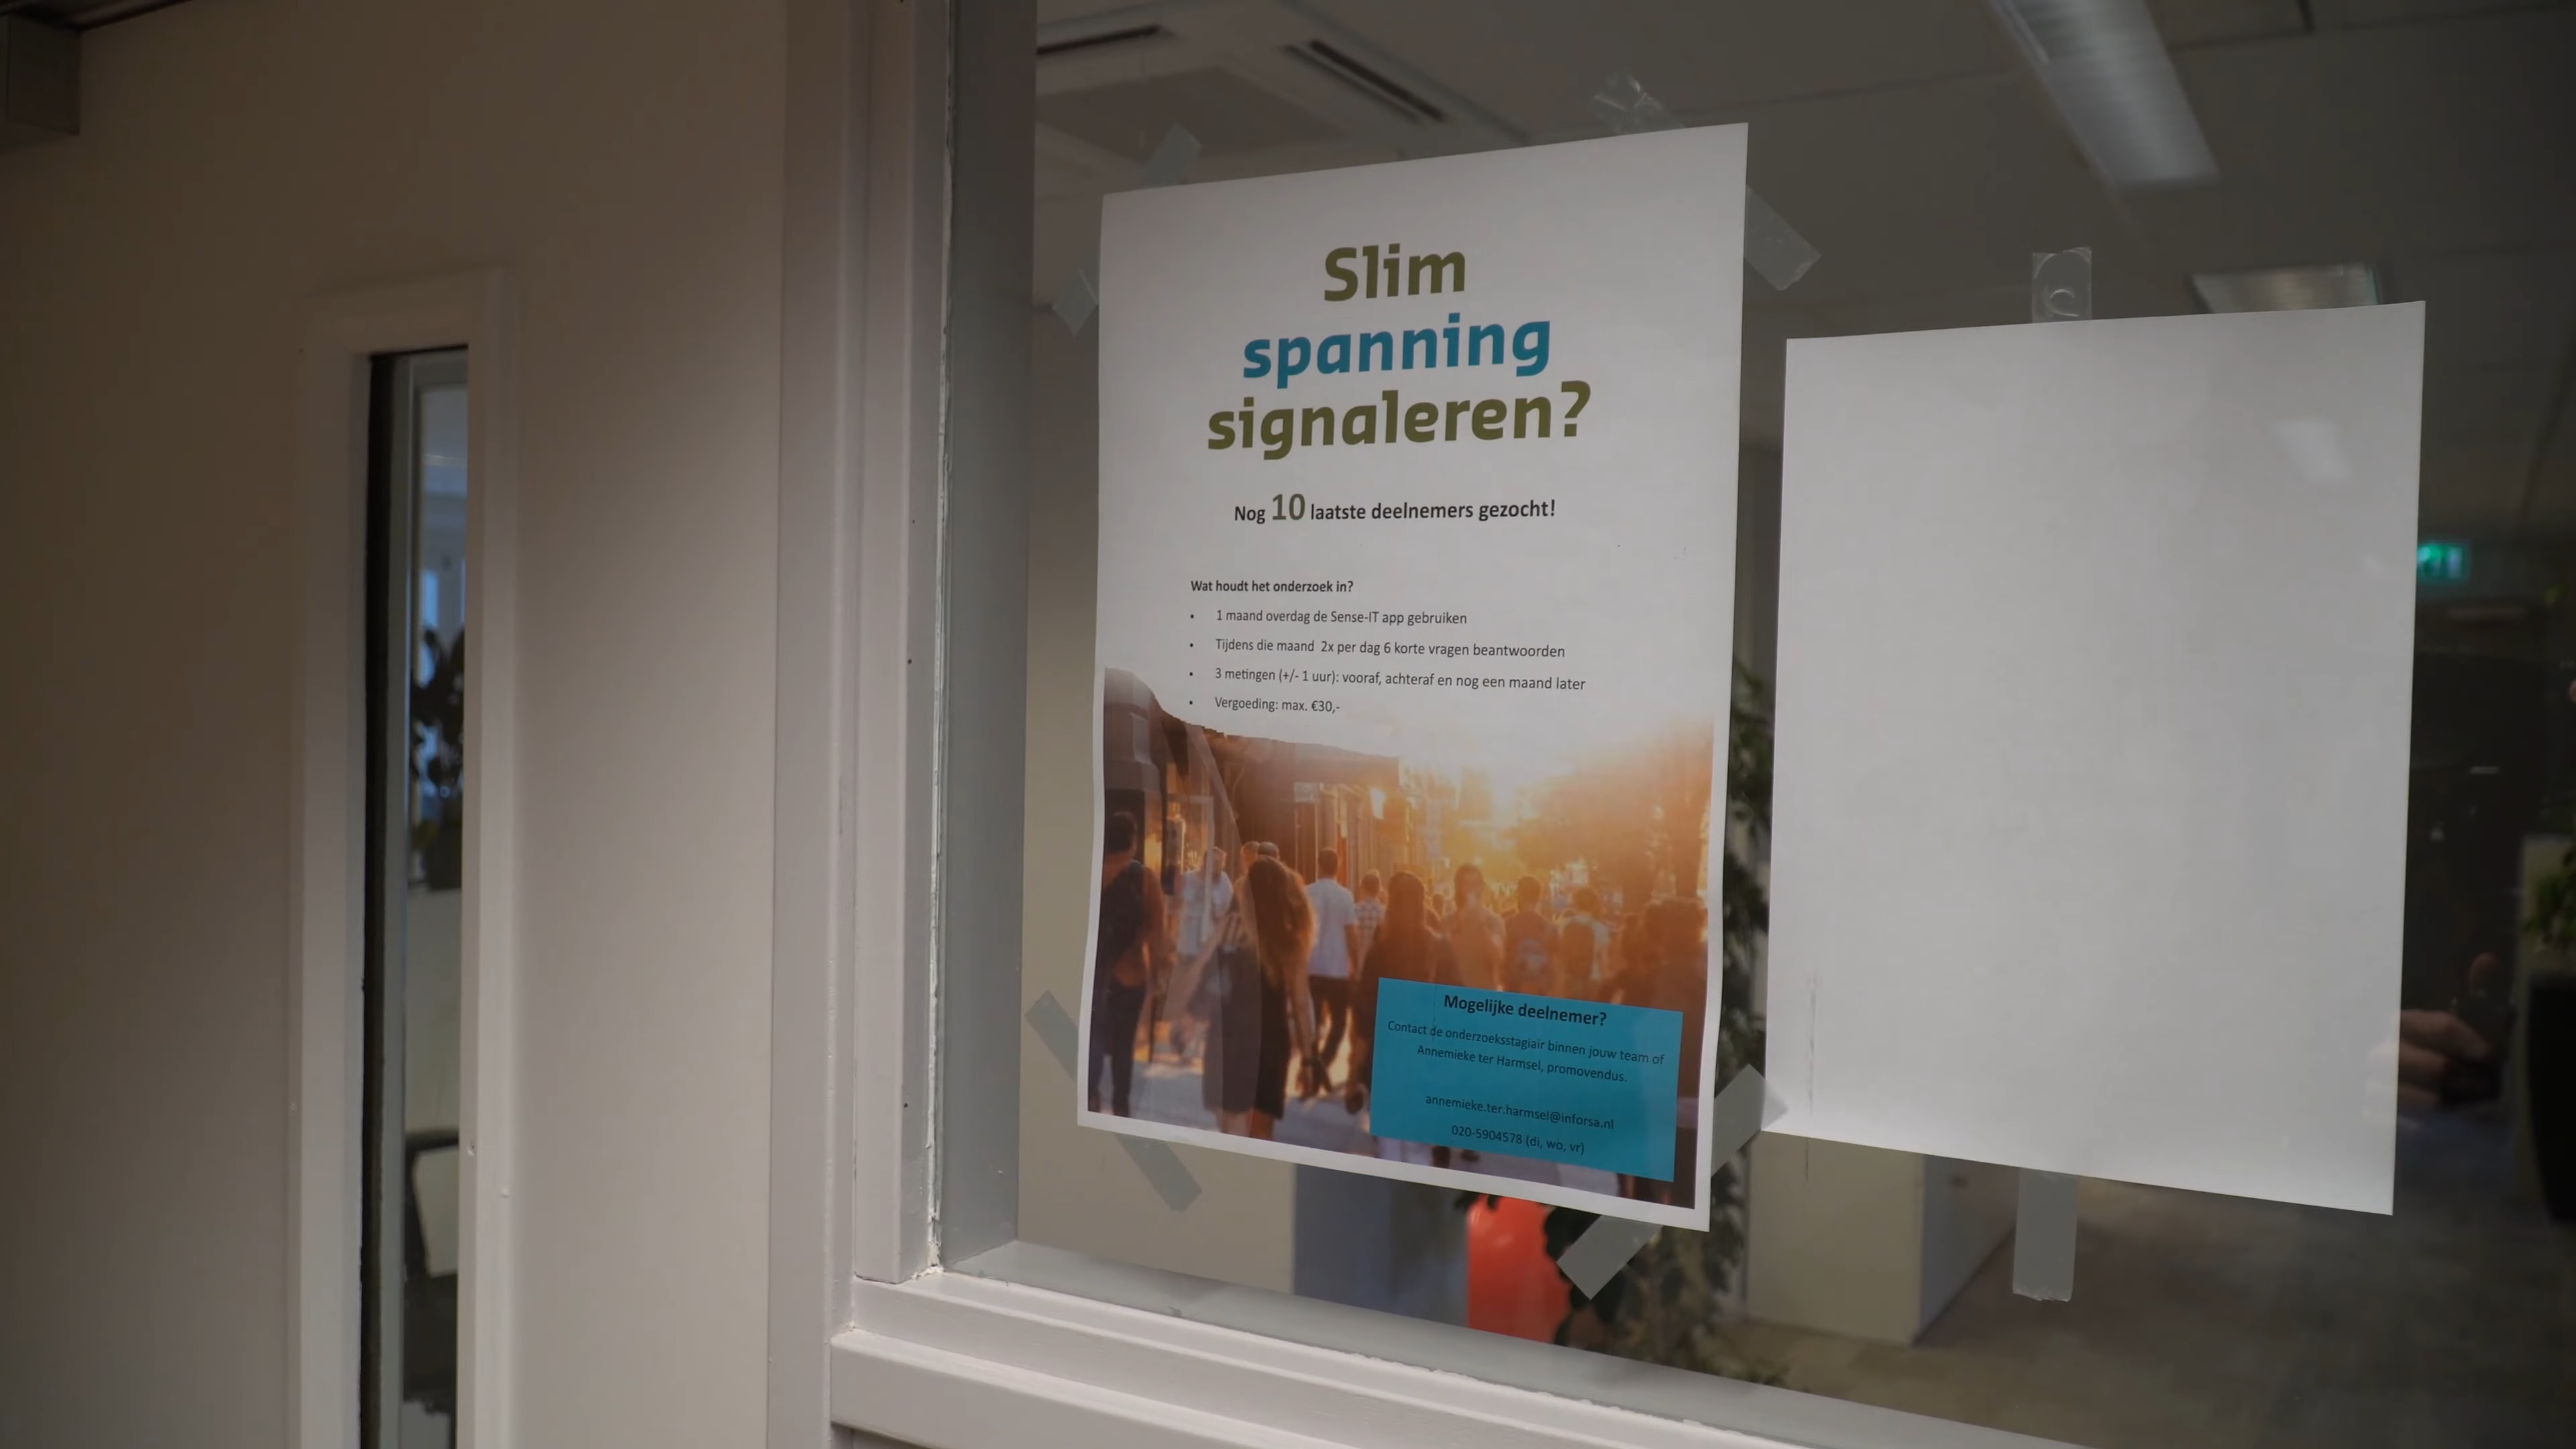 Slim
spanning
signaleren?
Nog 10 laatste deelnemers gezocht!
Wat houdt het onderzoek in?
• 1 maand overdag de Sense-IT app gebruiken
• Tijdens die maand 2x per dag 6 korte vragen beantwoorden
• 3 metingen (+/- 1 uur): vooraf, achteraf en nog een maand later
• Vergoeding: max. €30,-
Mogelijke deelnemer?
Contact de onderzoeksstagiair binnen jouw team of
Annemieke ter Harmsel, promovendus.
annemieke.ter.harmsel@inforsa.nl
020-5904578 (di, wo, vr)